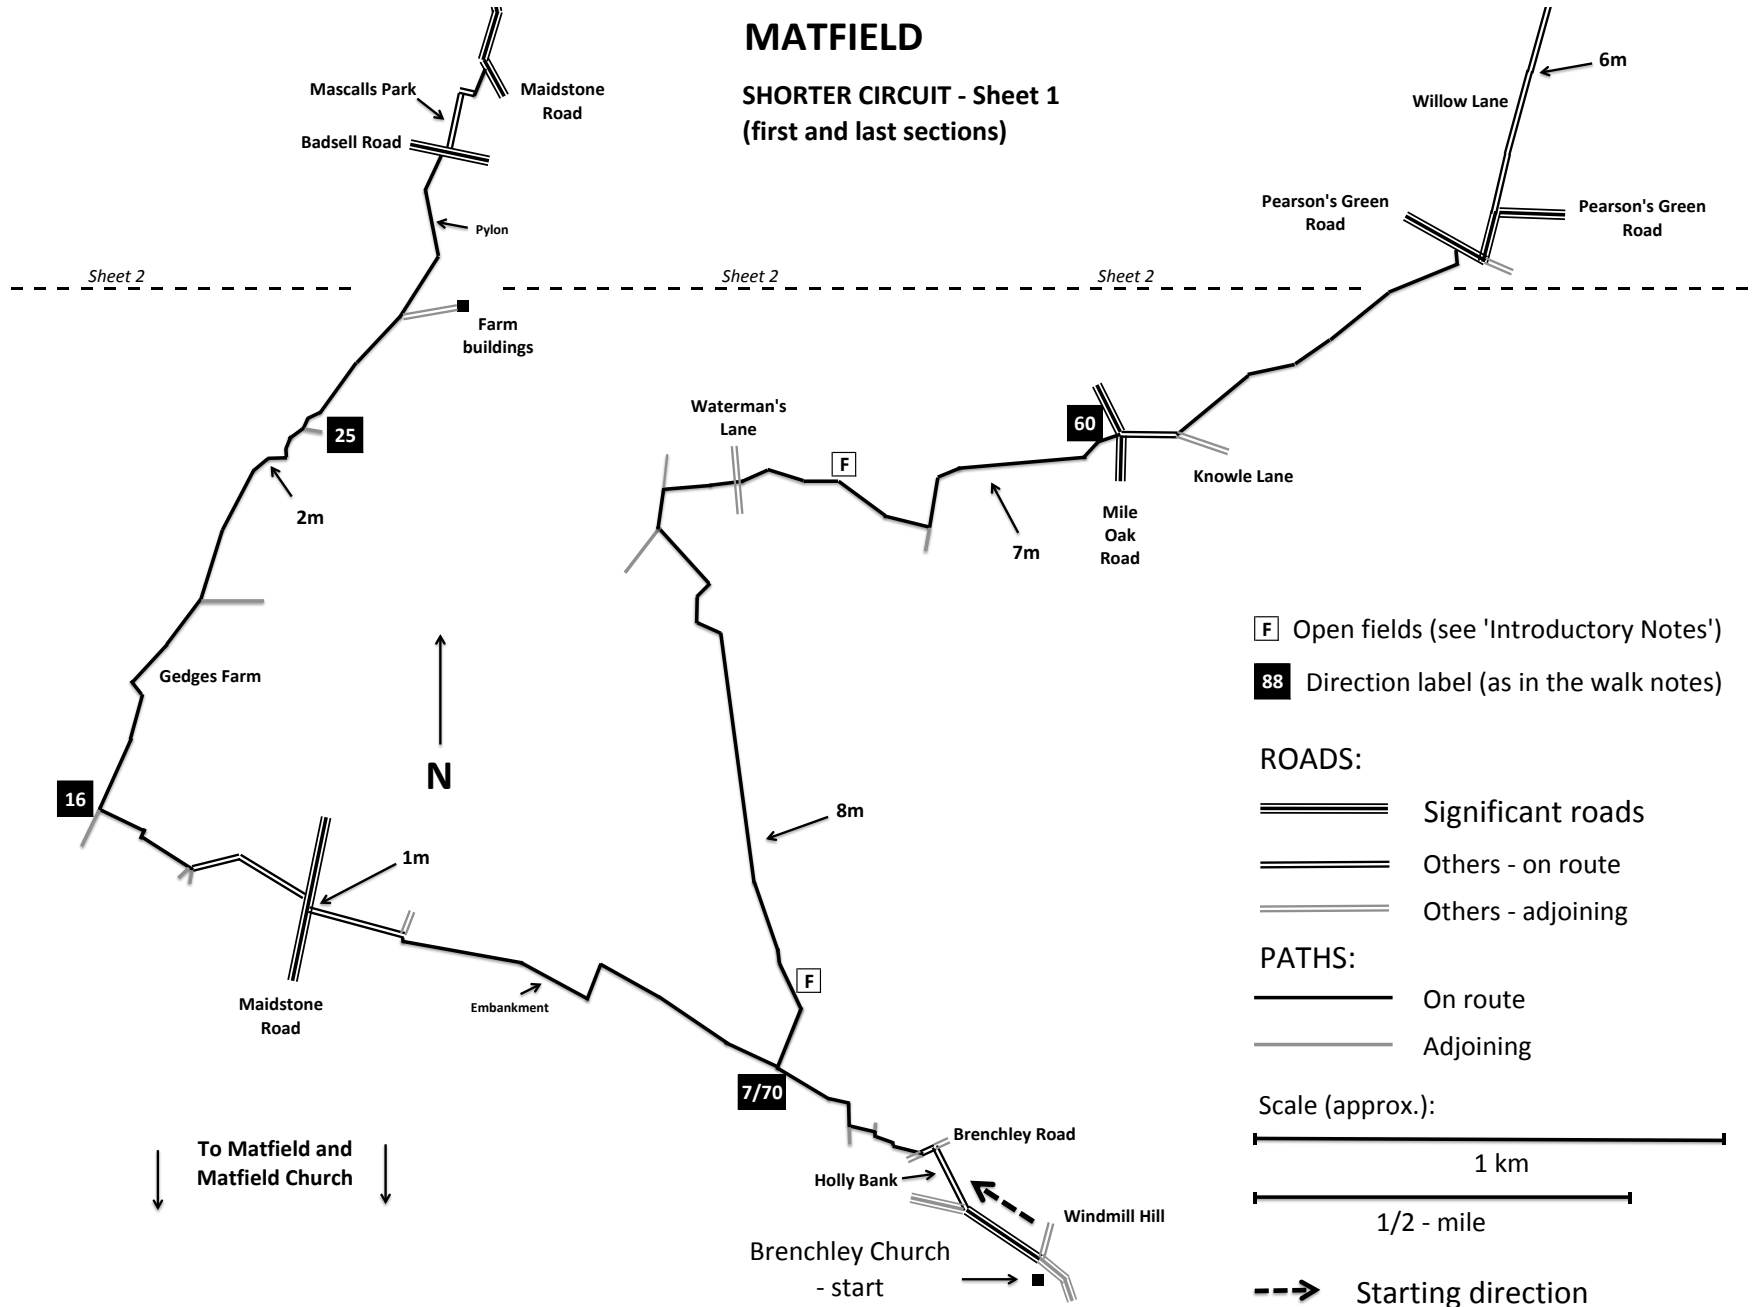 MATFIELD
SHORTER CIRCUIT - Sheet 1
(first and last sections)
Mascalls Park
Maidstone
Road
Badsell Road
Pylon
6m
Willow Lane
Pearson's Green
Road
Pearson's Green
Road
Sheet 2
Sheet 2
Sheet 2
Farm
buildings
25
2m
Waterman's
Lane
F
60
Knowle Lane
Mile
Oak
Road
7m
Gedges Farm
N
16
1m
8m
Maidstone
Road
Embankment
F
7/70
To Matfield and
Matfield Church
Brenchley Road
Holly Bank
Windmill Hill
Brenchley Church
- start
F Open fields (see 'Introductory Notes')
88 Direction label (as in the walk notes)
ROADS:
Significant roads
Others - on route
Others - adjoining
PATHS:
On route
Adjoining
Scale (approx.):
1 km
1/2 - mile
Starting direction